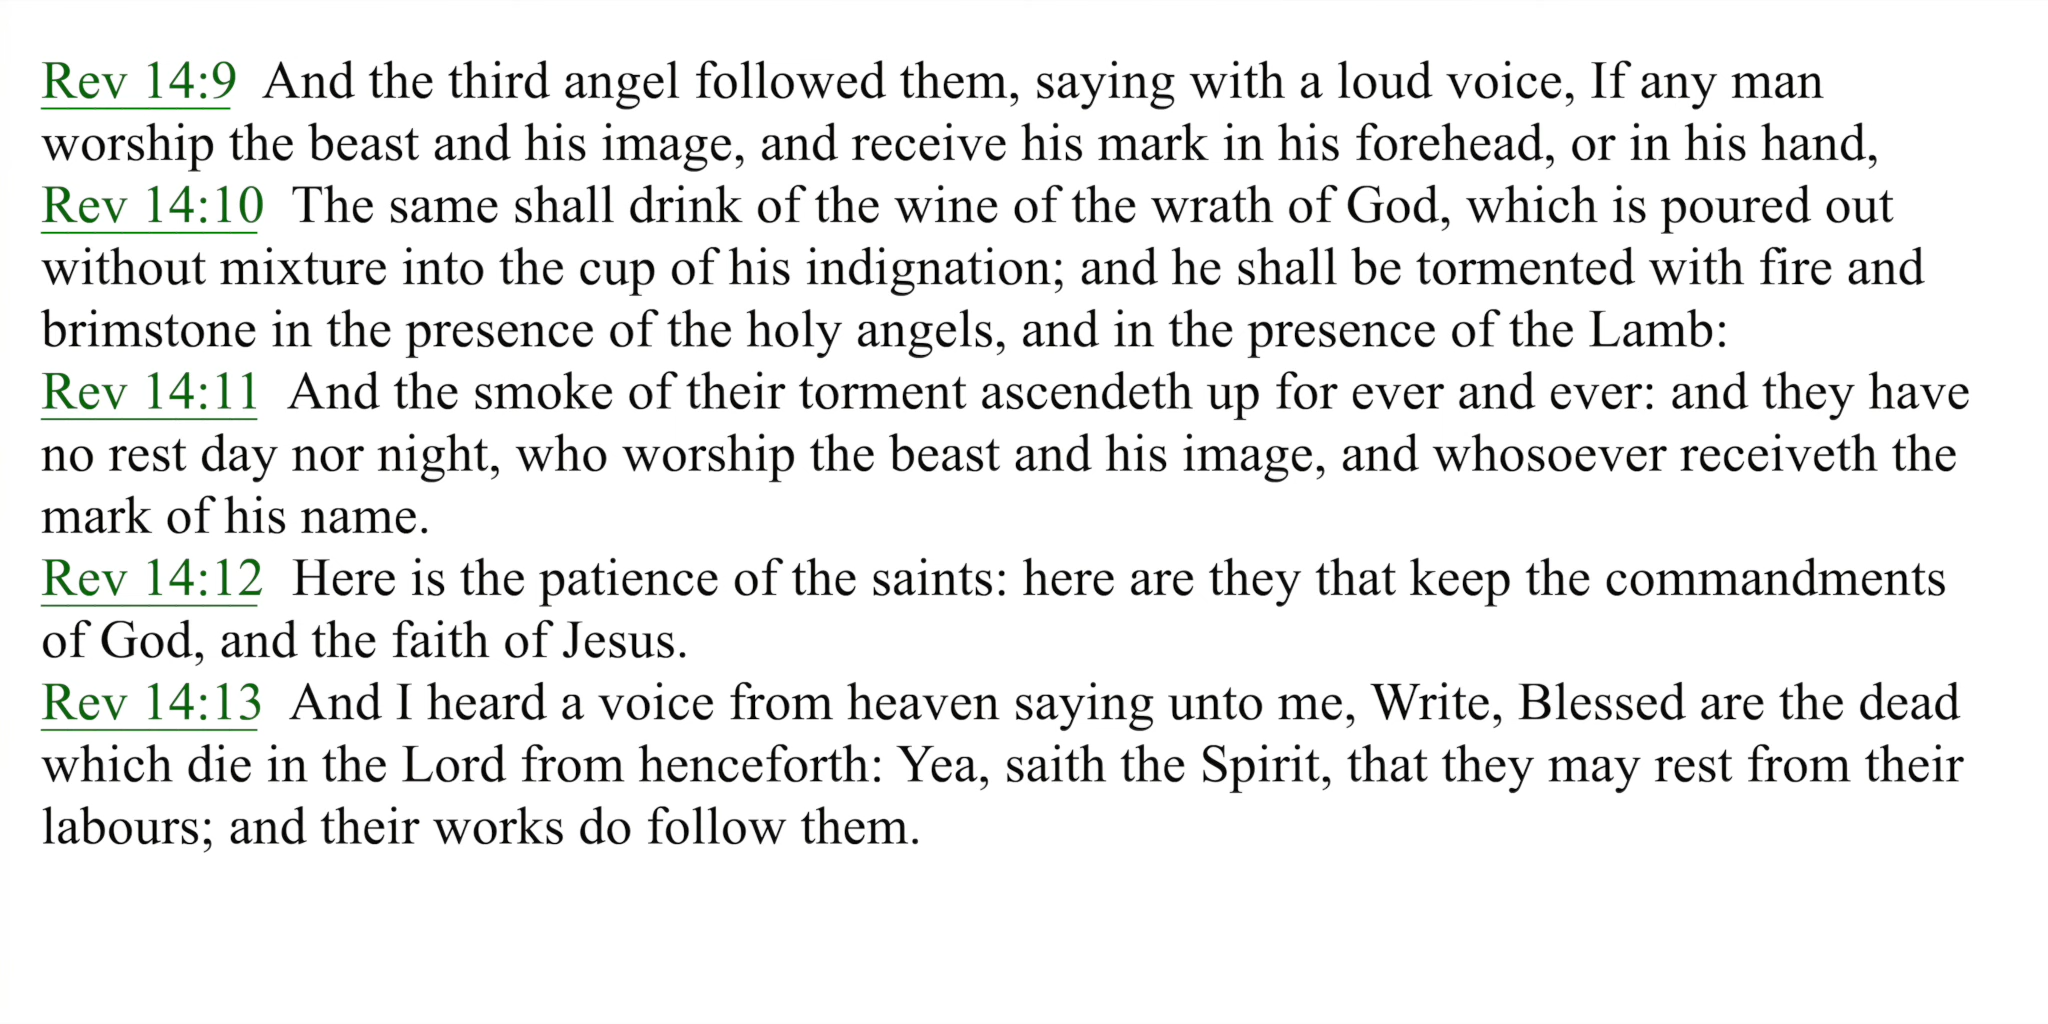 Rev 14:9  And the third angel followed them, saying with a loud voice, If any man
worship the beast and his image, and receive his mark in his forehead, or in his hand,
Rev 14:10  The same shall drink of the wine of the wrath of God, which is poured out
without mixture into the cup of his indignation; and he shall be tormented with fire and
brimstone in the presence of the holy angels, and in the presence of the Lamb:
Rev 14:11  And the smoke of their torment ascendeth up for ever and ever: and they have
no rest day nor night, who worship the beast and his image, and whosoever receiveth the
mark of his name.
Rev 14:12  Here is the patience of the saints: here are they that keep the commandments
of God, and the faith of Jesus.
Rev 14:13  And I heard a voice from heaven saying unto me, Write, Blessed are the dead
which die in the Lord from henceforth: Yea, saith the Spirit, that they may rest from their
labours; and their works do follow them.